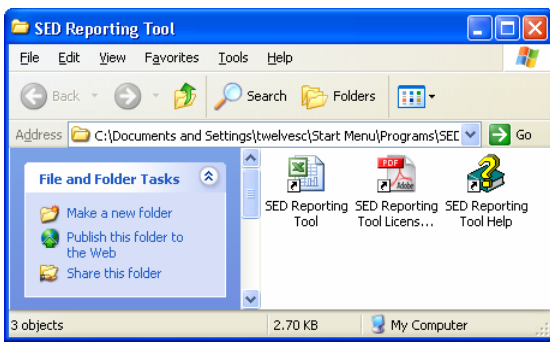 SED Reporting Tool
File Edit View Favorites Tools Help
Back Search Folders
Address C:\Documents and Settings\twelvesc\Start Menu\Programs\SED Go
File and Folder Tasks
Make a new folder
Publish this folder to
the Web
Share this folder
SED Reporting
Tool
PDF
Adobe
SED Reporting
Tool Licens...
SED Reporting
Tool Help
3 objects 2.70 KB My Computer